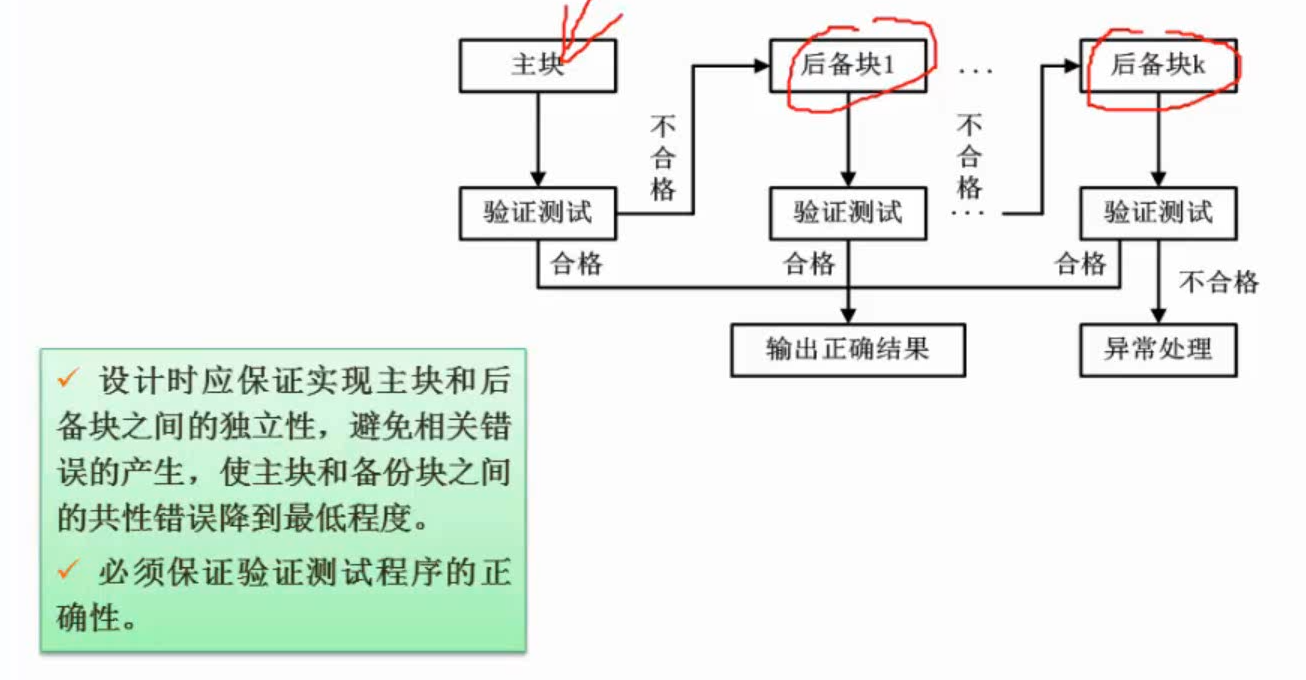 主块
后备块1
...
后备块k
不合格
不合格
验证测试
验证测试
...
验证测试
合格
合格
合格
不合格
输出正确结果
异常处理
✓ 设计时应保证实现主块和后
备块之间的独立性，避免相关错
误的产生，使主块和备份块之间
的共性错误降到最低程度。
✓ 必须保证验证测试程序的正
确性。